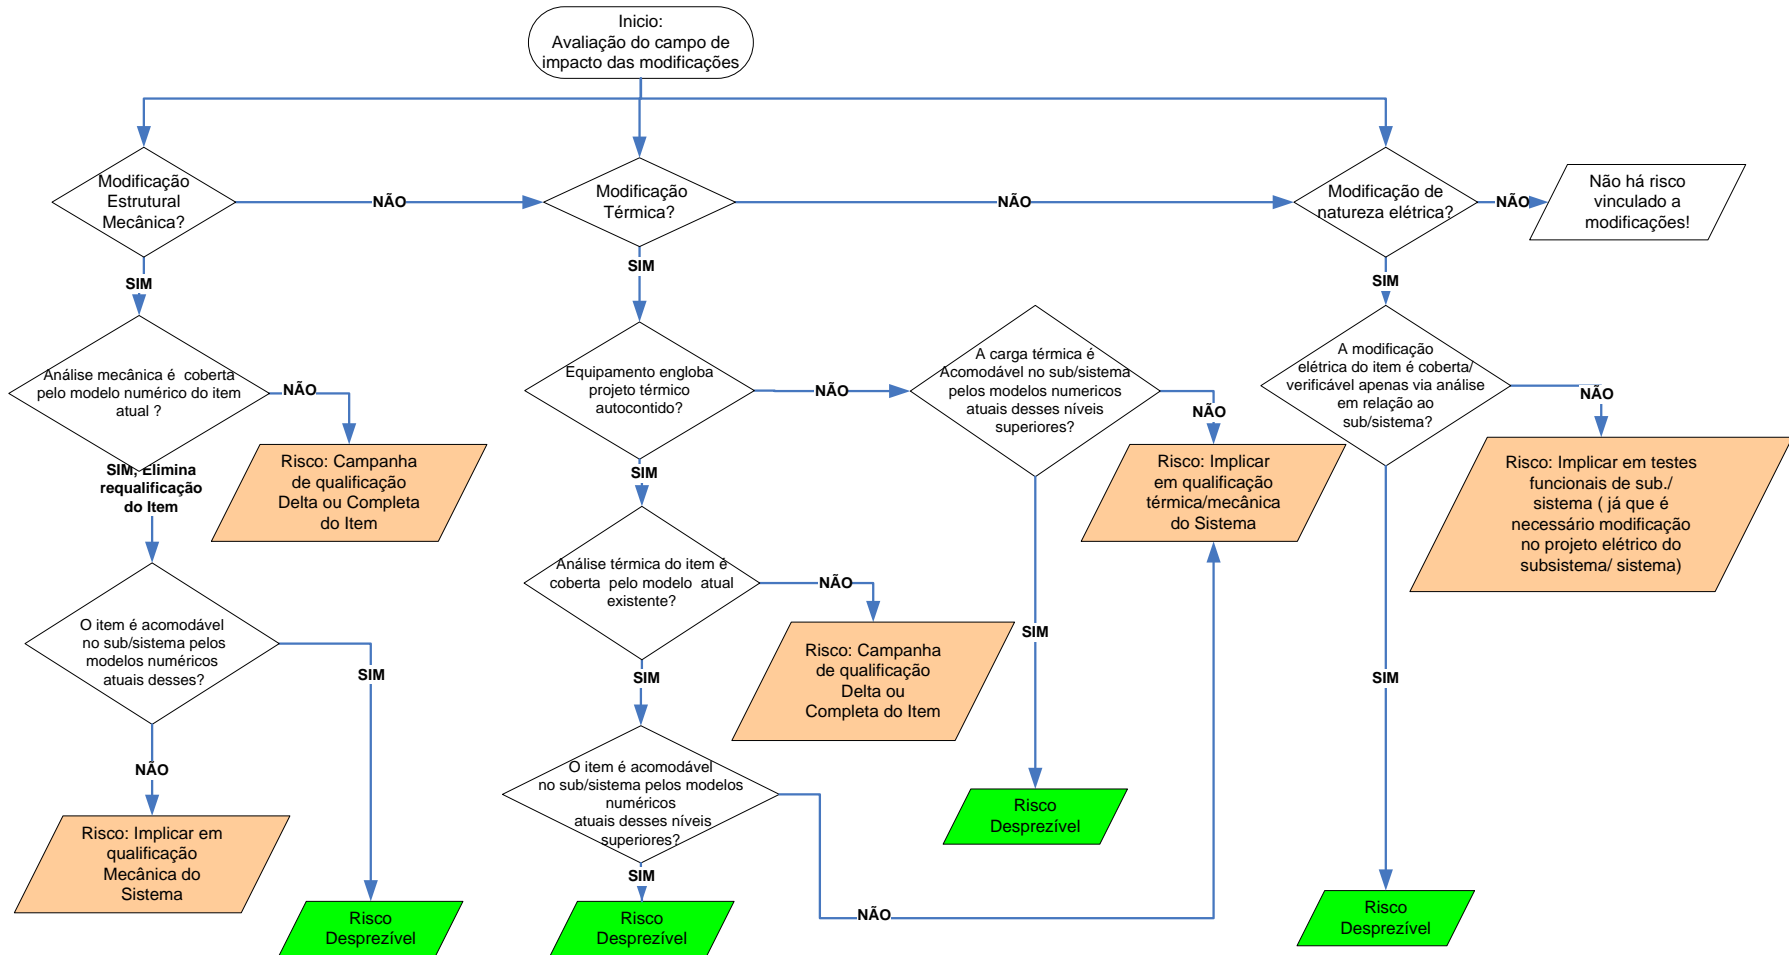 Inicio:
Avaliação do campo de
impacto das modificações
Modificação
Estrutural
Mecânica?
NÃO
Modificação
Térmica?
NÃO
Modificação de
natureza elétrica?
NÃO
Não há risco
vinculado a
modificações!
SIM
SIM
SIM
Análise mecânica é coberta
pelo modelo numérico do item
atual ?
NÃO
Equipamento engloba
projeto térmico
autocontido?
NÃO
A carga térmica é
Acomodável no sub/sistema
pelos modelos numericos
atuais desses níveis
superiores?
NÃO
A modificação
elétrica do item é coberta/
verificável apenas via análise
em relação ao
sub/sistema?
NÃO
SIM, Elimina
requalificação
do Item
Risco: Campanha
de qualificação
Delta ou Completa
do Item
SIM
Risco: Implicar
em qualificação
térmica/mecânica
do Sistema
Risco: Implicar em testes
funcionais de sub./
sistema ( já que é
necessário modificação
no projeto elétrico do
subsistema/ sistema)
Análise térmica do item é
coberta pelo modelo atual
existente?
NÃO
O item é acomodável
no sub/sistema pelos
modelos numéricos
atuais desses?
SIM
SIM
Risco: Campanha
de qualificação
Delta ou
Completa do Item
SIM
SIM
NÃO
O item é acomodável
no sub/sistema pelos modelos
numéricos
atuais desses níveis
superiores?
Risco
Desprezível
Risco: Implicar em
qualificação
Mecânica do
Sistema
SIM
NÃO
Risco
Desprezível
Risco
Desprezível
Risco
Desprezível